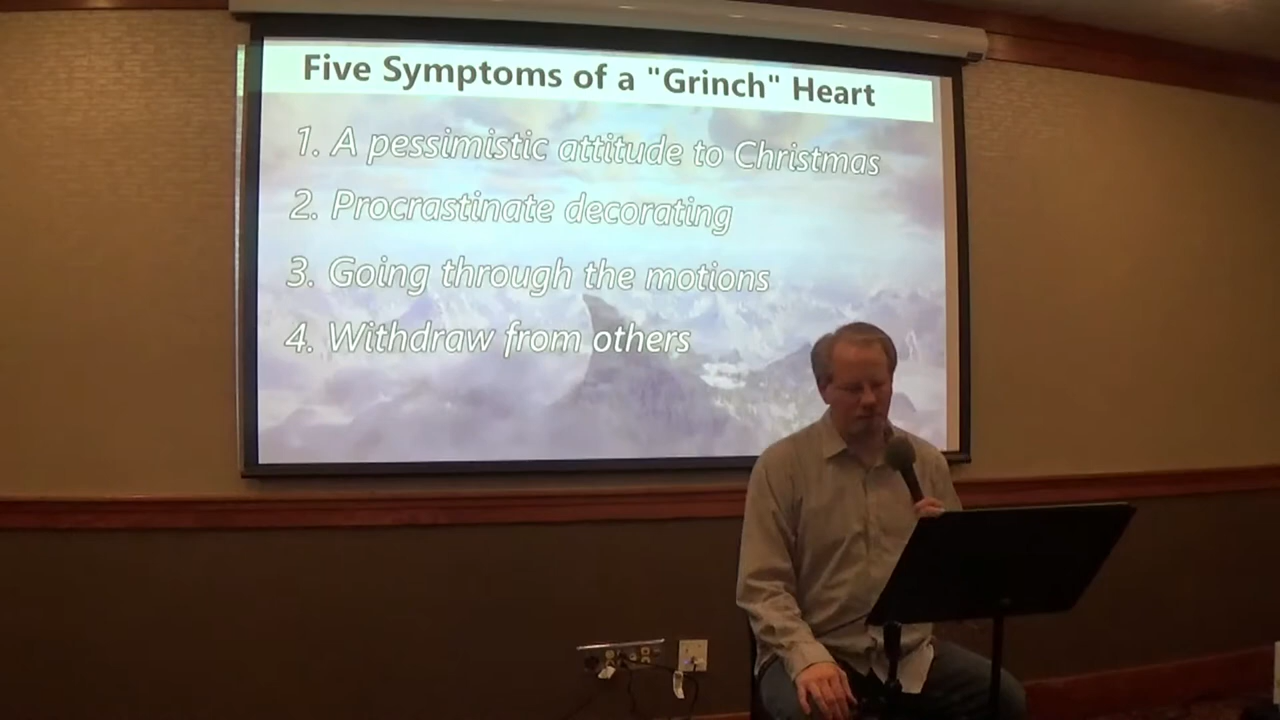 Five Symptoms of a "Grinch" Heart
1. A pessimistic attitude to Christmas
2. Procrastinate decorating
3. Going through the motions
4. Withdraw from others